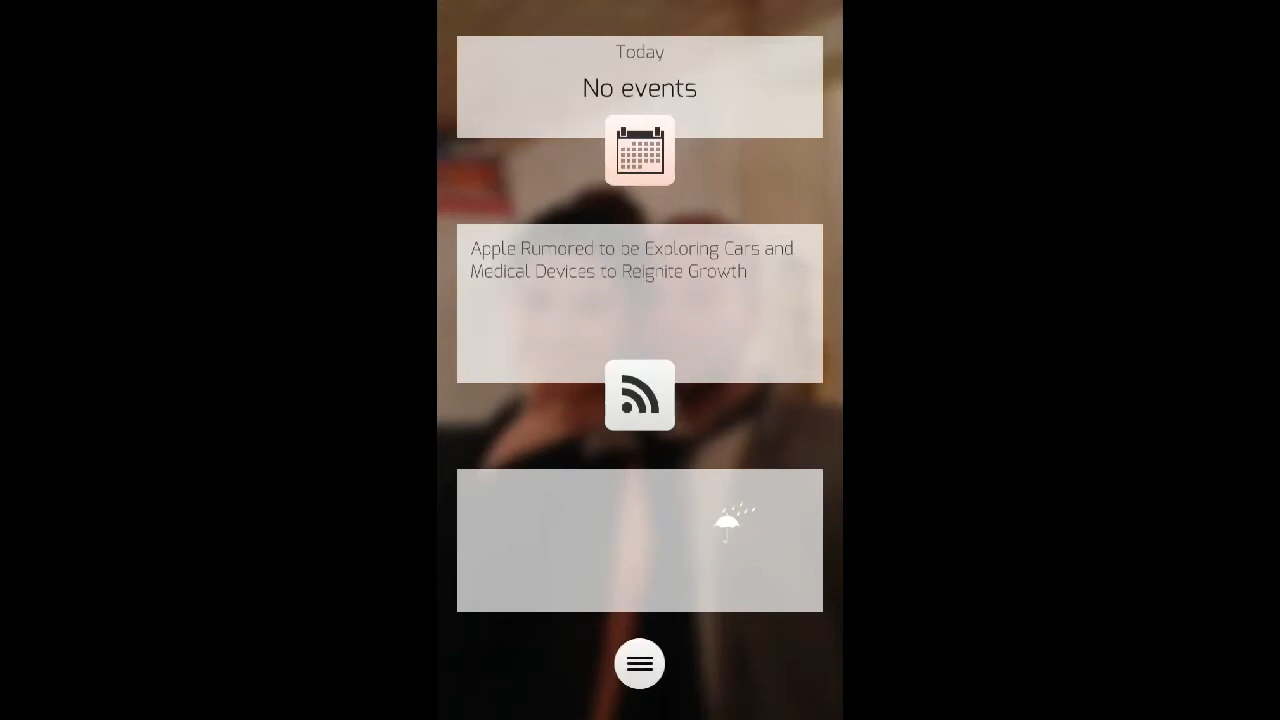 Today
No events
Apple Rumored to be Exploring Cars and
Medical Devices to Reignite Growth